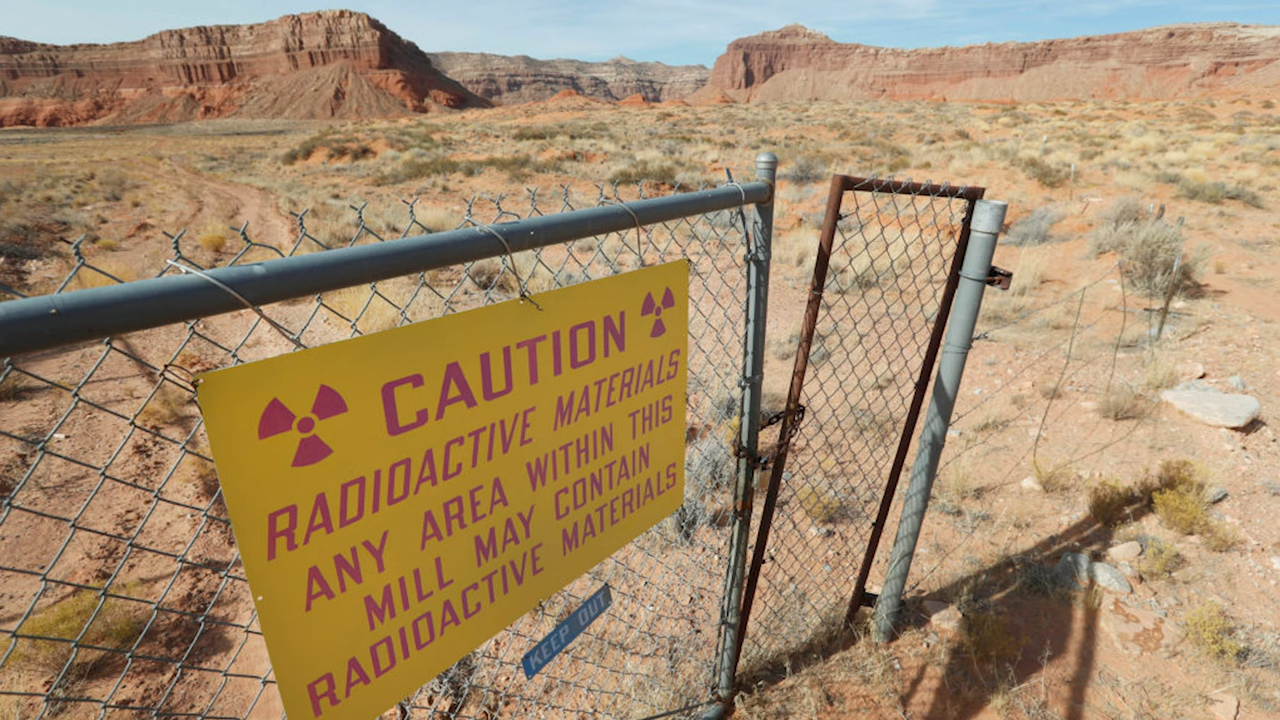 CAUTION
RADIOACTIVE MATERIALS
ANY AREA WITHIN THIS
MILL MAY CONTAIN
RADIOACTIVE MATERIALS
KEEP OUT